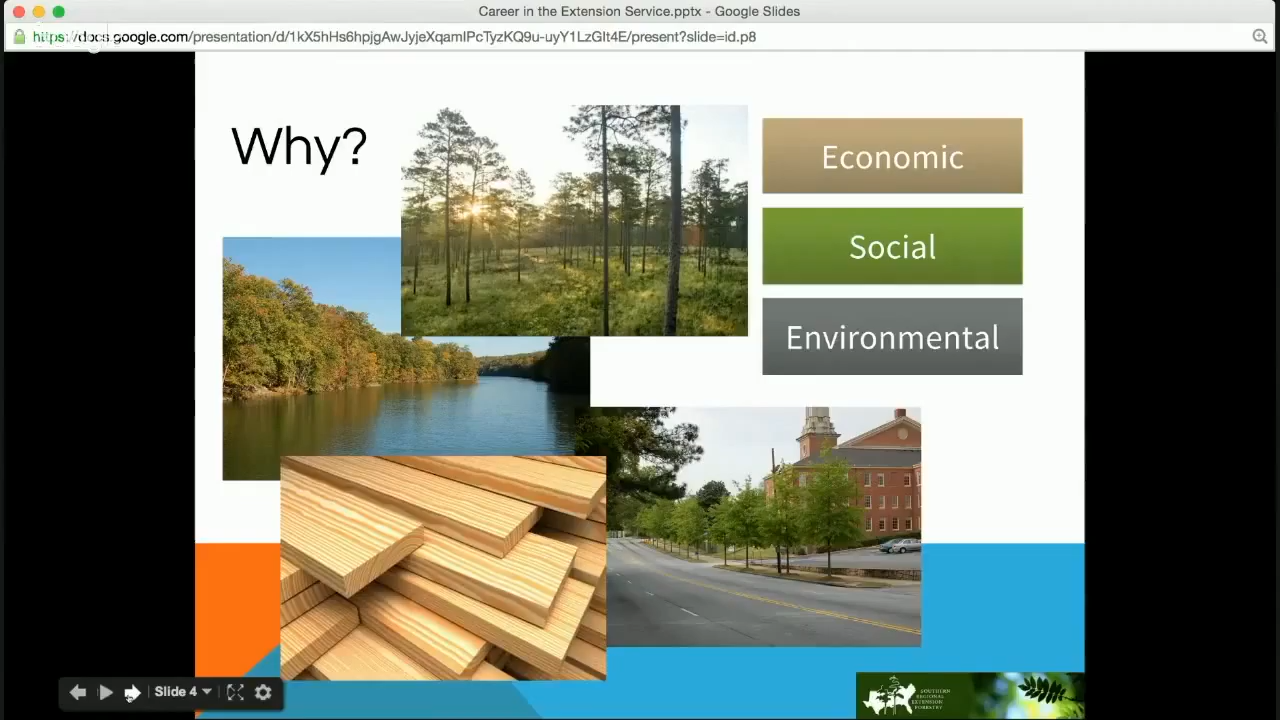 Career in the Extension Service.pptx - Google Slides
https://docs.google.com/presentation/d/1kX5hHs6hpjgAwJyjeXqamIPcTyzKQ9u-uyY1LzGIt4E/present?slide=id.p8
Why?
Economic
Social
Environmental
Slide 4
SOUTHERN
REGIONAL
EXTENSION
FORESTRY